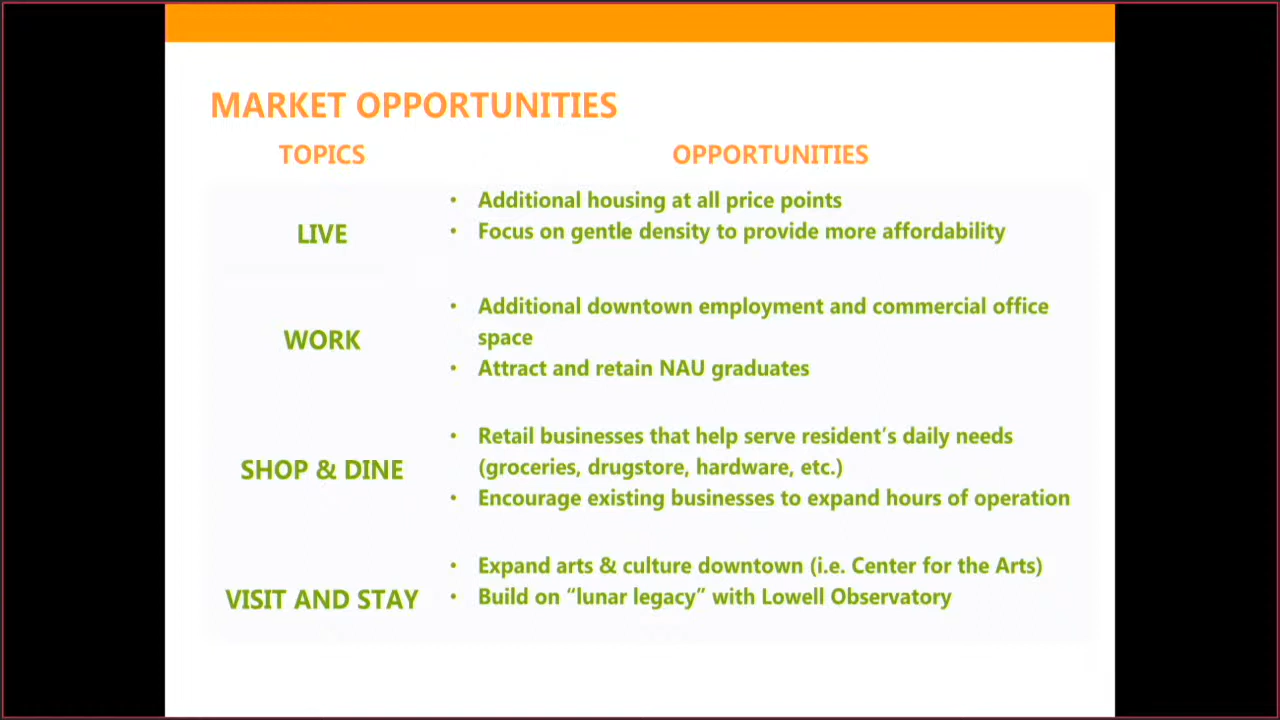 MARKET OPPORTUNITIES
TOPICS OPPORTUNITIES
LIVE
• Additional housing at all price points
• Focus on gentle density to provide more affordability
WORK
• Additional downtown employment and commercial office
space
• Attract and retain NAU graduates
SHOP & DINE
• Retail businesses that help serve resident’s daily needs
(groceries, drugstore, hardware, etc.)
• Encourage existing businesses to expand hours of operation
VISIT AND STAY
• Expand arts & culture downtown (i.e. Center for the Arts)
• Build on “lunar legacy” with Lowell Observatory